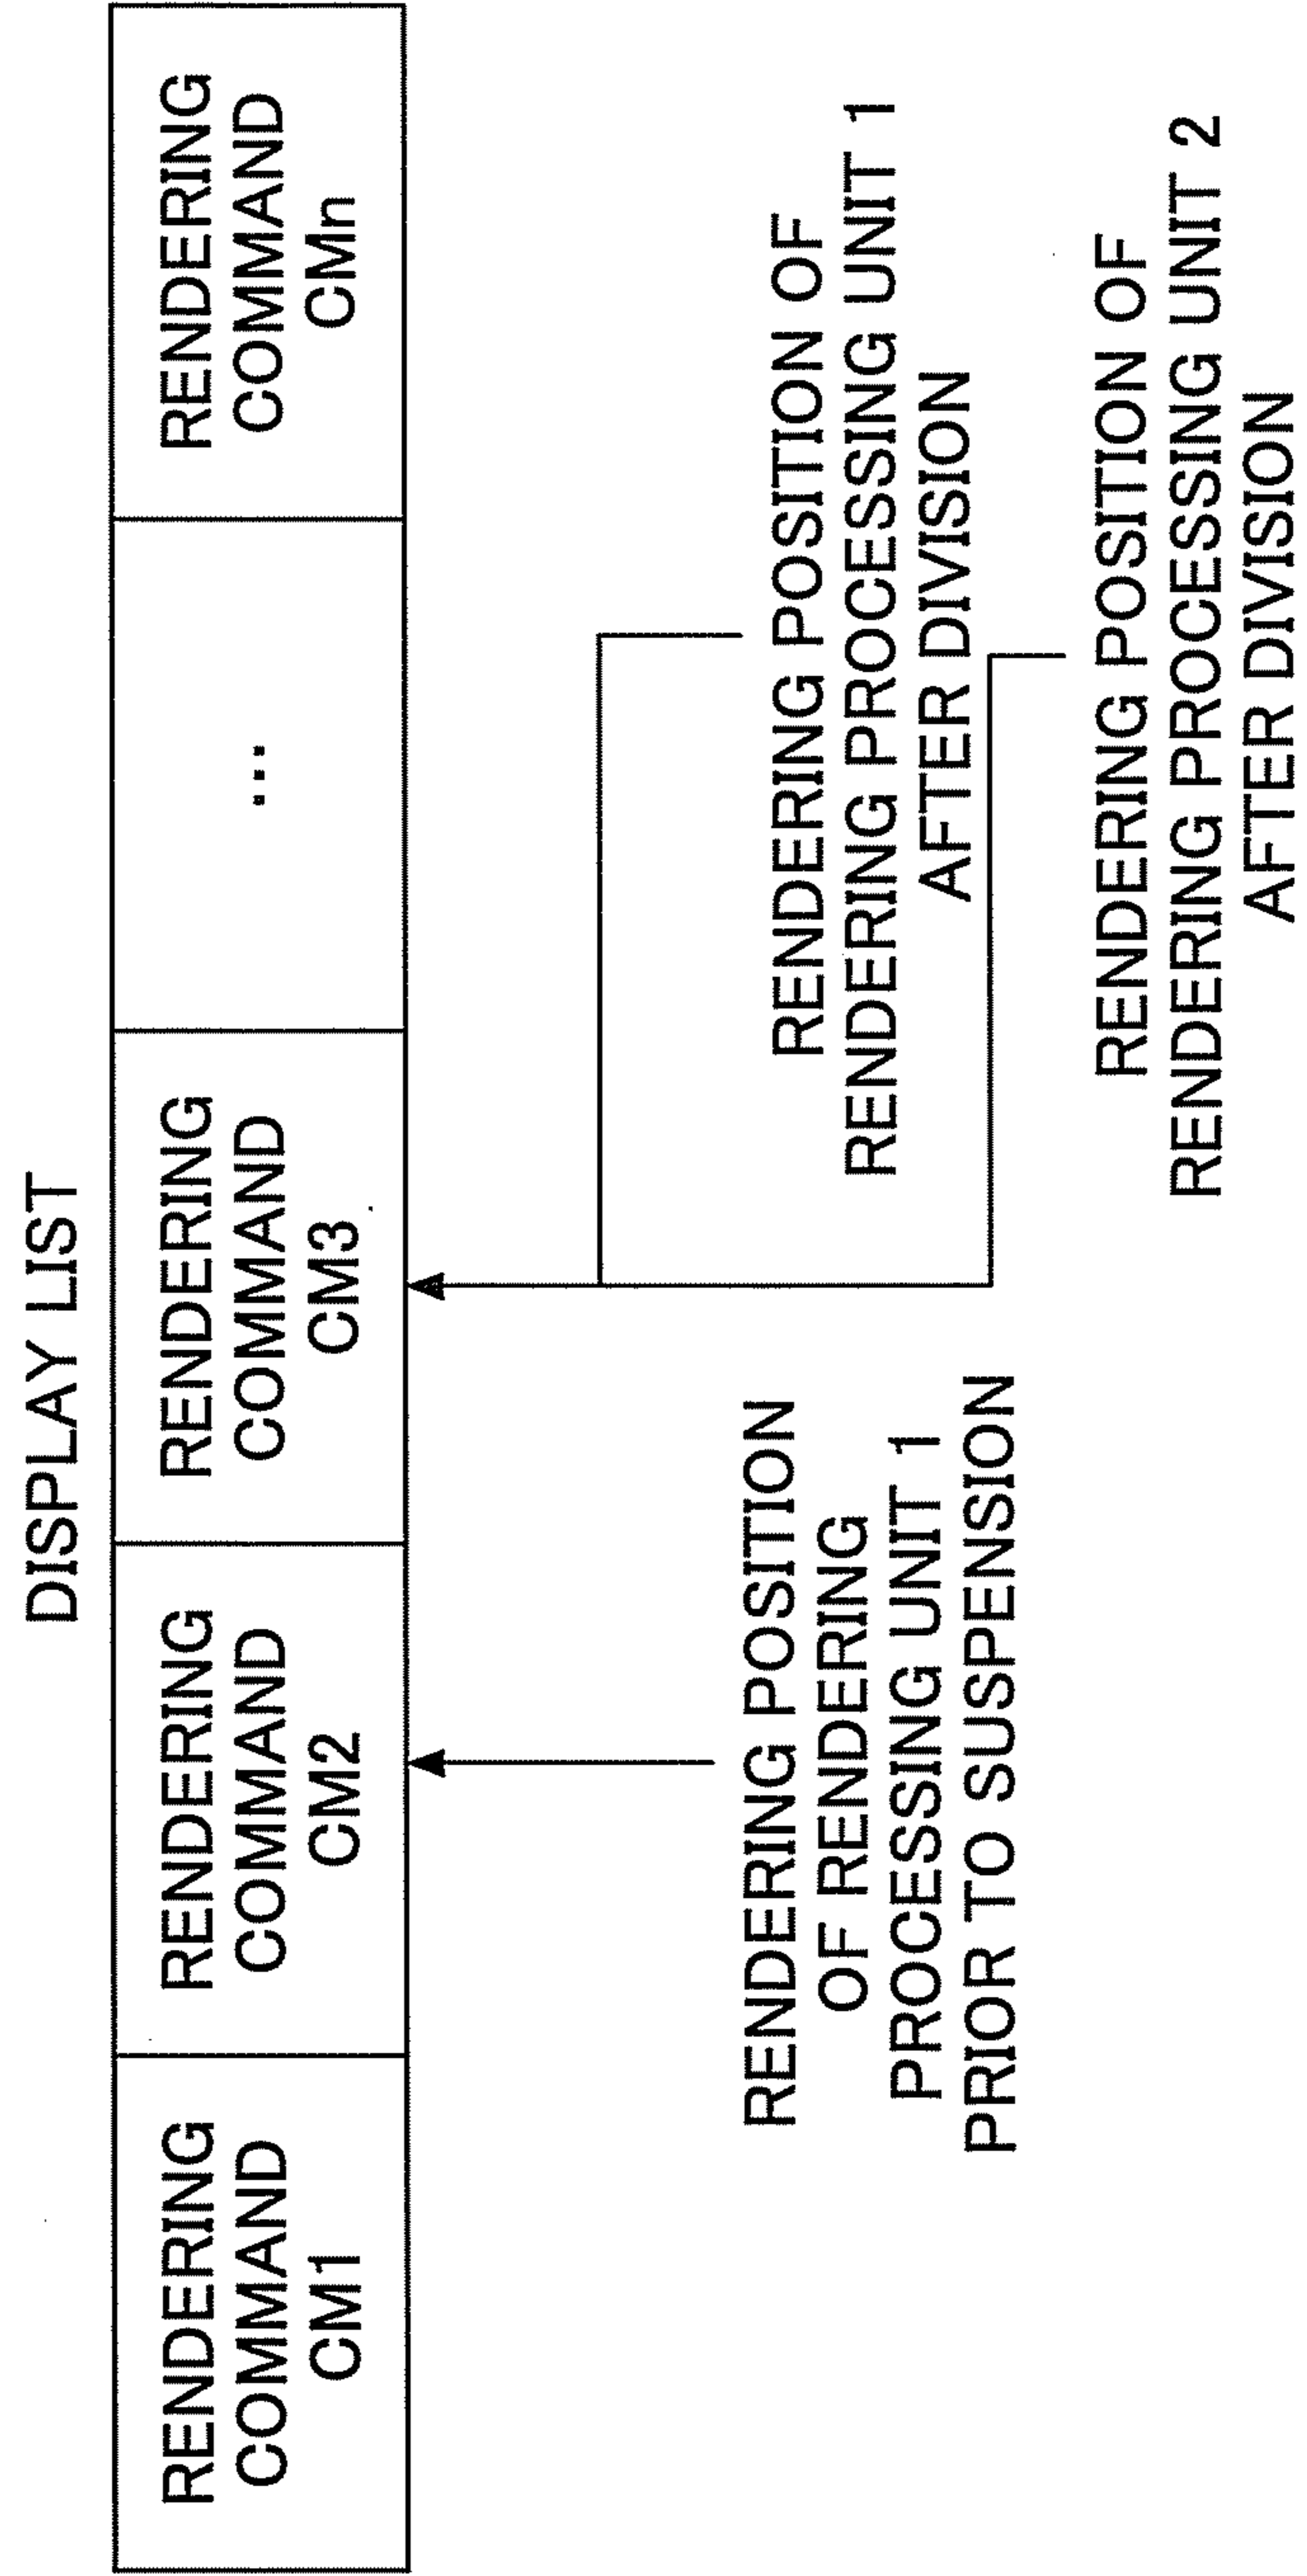 DISPLAY LIST
RENDERING
COMMAND
CM1
RENDERING
COMMAND
CM2
RENDERING
COMMAND
CM3
...
RENDERING
COMMAND
CMn
RENDERING POSITION
OF RENDERING
PROCESSING UNIT 1
PRIOR TO SUSPENSION
RENDERING POSITION OF
RENDERING PROCESSING UNIT 1
AFTER DIVISION
RENDERING POSITION OF
RENDERING PROCESSING UNIT 2
AFTER DIVISION